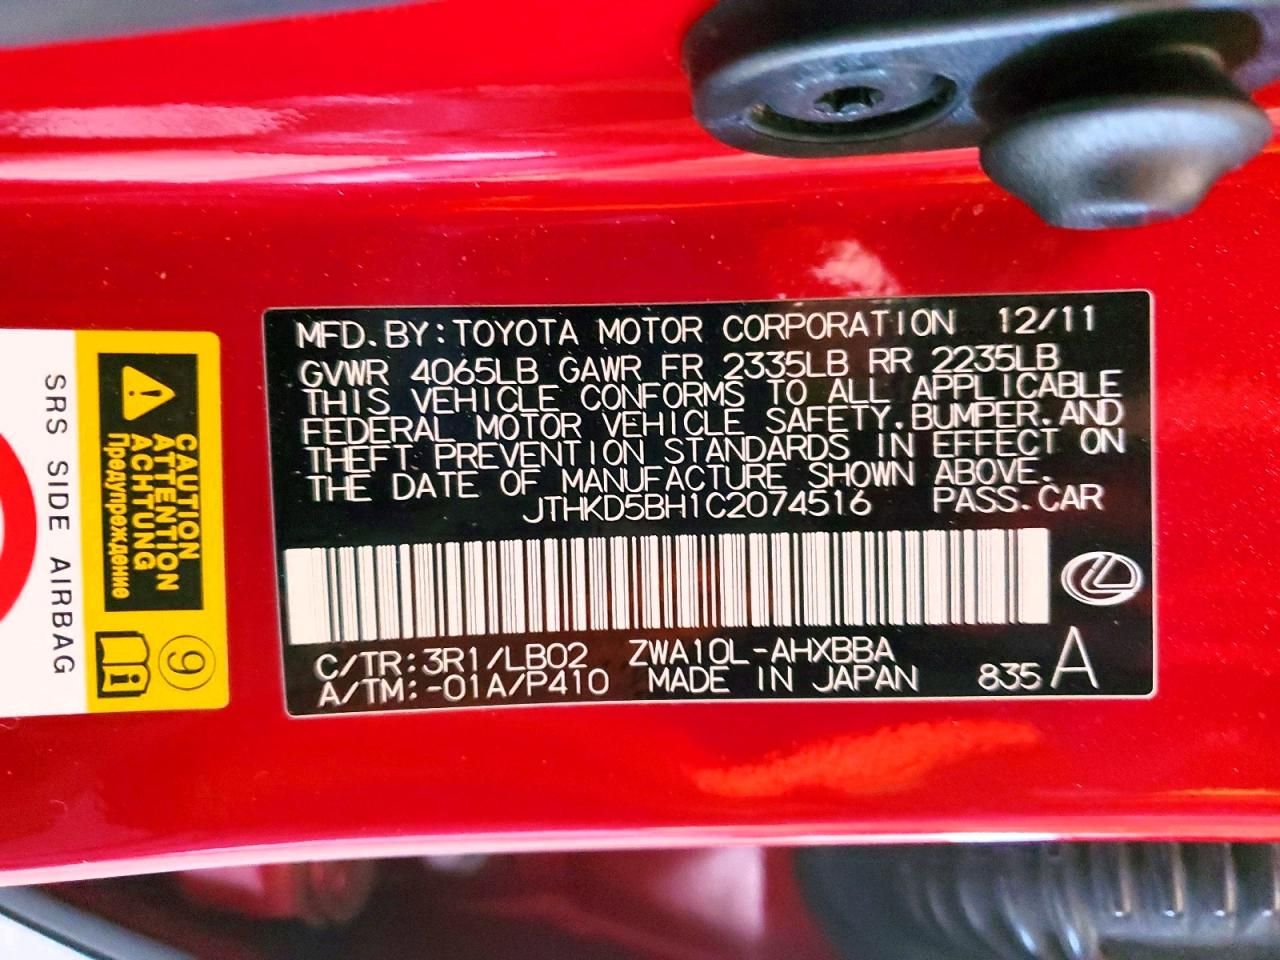 MFD.BY:TOYOTA MOTOR CORPORATION 12/11
GVWR 4065LB GAWR FR 2335LB RR 2235LB
THIS VEHICLE CONFORMS TO ALL APPLICABLE
FEDERAL MOTOR VEHICLE SAFETY.BUMPER.AND
THEFT PREVENTION STANDARDS IN EFFECT ON
THE DATE OF MANUFACTURE SHOWN ABOVE.
JTHKD5BH1C2074516 PASS.CAR
C/TR:3R1/LB02 ZWA10L-AHXBBA
A/TM:-01A/P410 MADE IN JAPAN 835 A
CAUTION
ATTENTION
ACHTUNG
Предупреждение
9
SRS SIDE AIRBAG